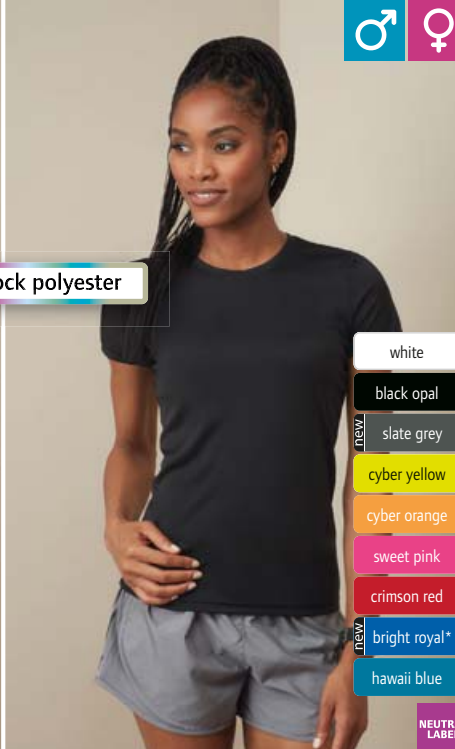 ock polyester
white
black opal
new slate grey
cyber yellow
cyber orange
sweet pink
crimson red
new bright royal*
hawaii blue
NEUTR
LABE